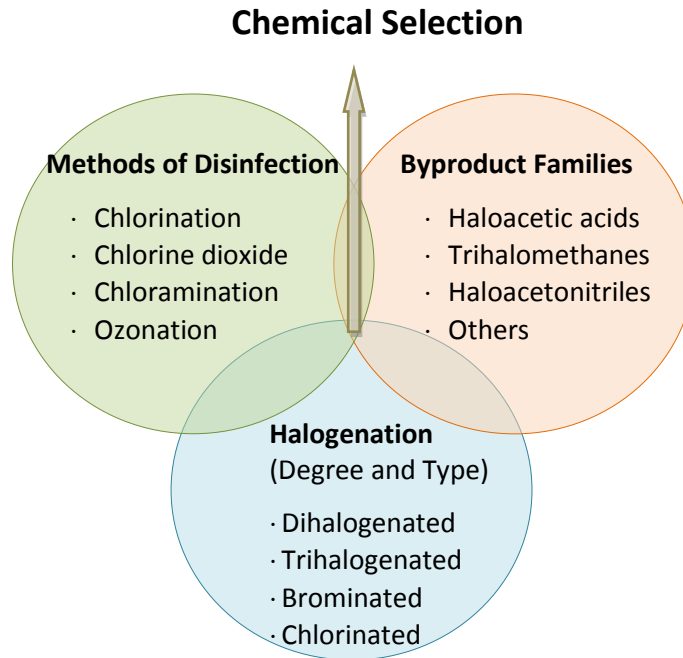 Chemical Selection
Methods of Disinfection
· Chlorination
· Chlorine dioxide
· Chloramination
· Ozonation
Byproduct Families
· Haloacetic acids
· Trihalomethanes
· Haloacetonitriles
· Others
Halogenation
(Degree and Type)
· Dihalogenated
· Trihalogenated
· Brominated
· Chlorinated